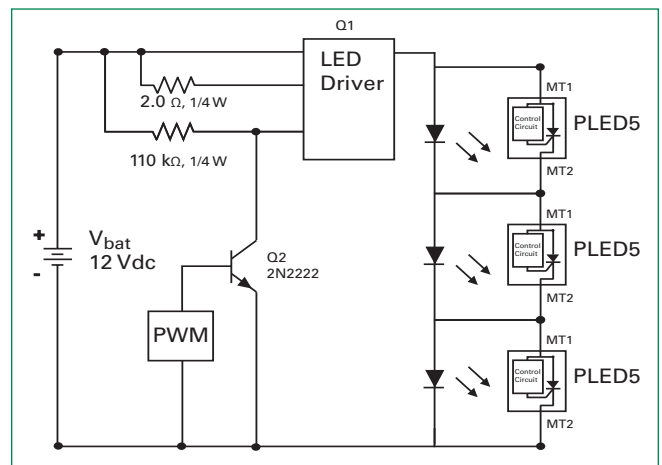 Q1
LED
Driver
2.0 Ω, 1/4 W
110 kΩ, 1/4 W
+
Vbat
12 Vdc
-
Q2
2N2222
PWM
MT1
Control
Circuit
PLED5
MT2
MT1
Control
Circuit
PLED5
MT2
MT1
Control
Circuit
PLED5
MT2